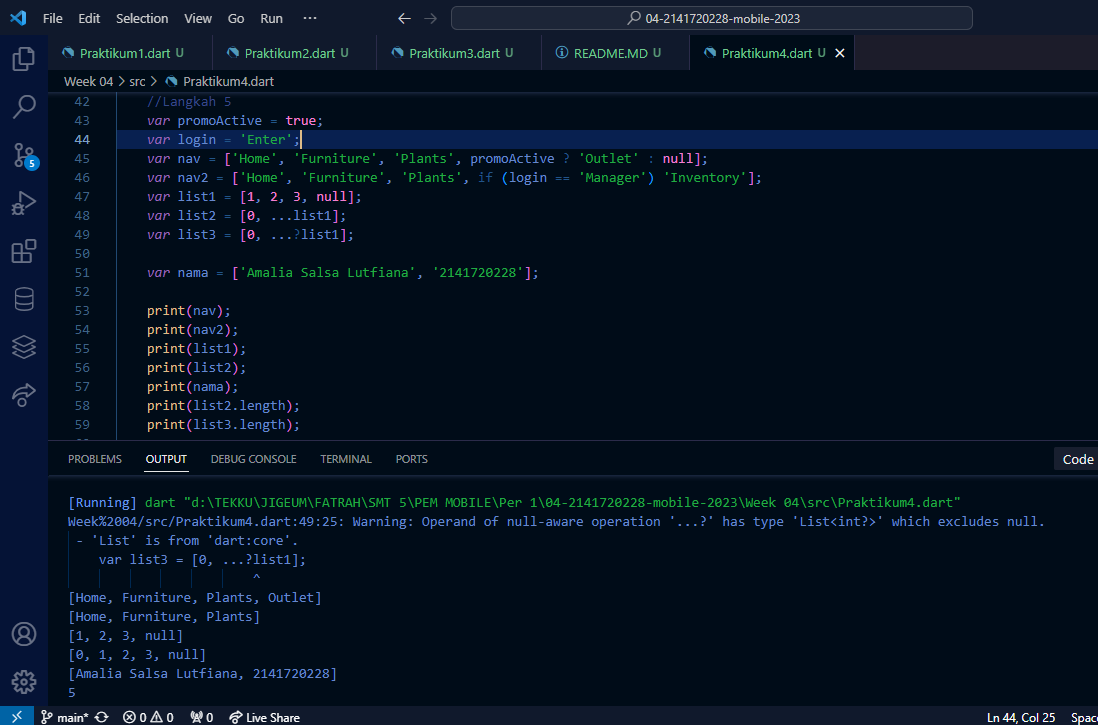 File Edit Selection View Go Run ··· ← → 04-2141720228-mobile-2023
Praktikum1.dart U Praktikum2.dart U Praktikum3.dart U README.MD U Praktikum4.dart U
Week 04 > src > Praktikum4.dart
42 //Langkah 5
43 var promoActive = true;
44 var login = 'Enter';
45 var nav = ['Home', 'Furniture', 'Plants', promoActive ? 'Outlet' : null];
46 var nav2 = ['Home', 'Furniture', 'Plants', if (login == 'Manager') 'Inventory'];
47 var list1 = [1, 2, 3, null];
48 var list2 = [0, ...list1];
49 var list3 = [0, ...?list1];
50
51 var nama = ['Amalia Salsa Lutfiana', '2141720228'];
52
53 print(nav);
54 print(nav2);
55 print(list1);
56 print(list2);
57 print(nama);
58 print(list2.length);
59 print(list3.length);
5
PROBLEMS OUTPUT DEBUG CONSOLE TERMINAL PORTS Code
[Running] dart "d:\TEKKU\JIGEUM\FATRAH\SMT 5\PEM MOBILE\Per 1\04-2141720228-mobile-2023\Week 04\src\Praktikum4.dart"
Week%2004/src/Praktikum4.dart:49:25: Warning: Operand of null-aware operation '...?' has type 'List<int?>' which excludes null.
- 'List' is from 'dart:core'.
var list3 = [0, ...?list1];
^
[Home, Furniture, Plants, Outlet]
[Home, Furniture, Plants]
[1, 2, 3, null]
[0, 1, 2, 3, null]
[Amalia Salsa Lutfiana, 2141720228]
5
main* 0 0 0 Live Share Ln 44, Col 25 Spac